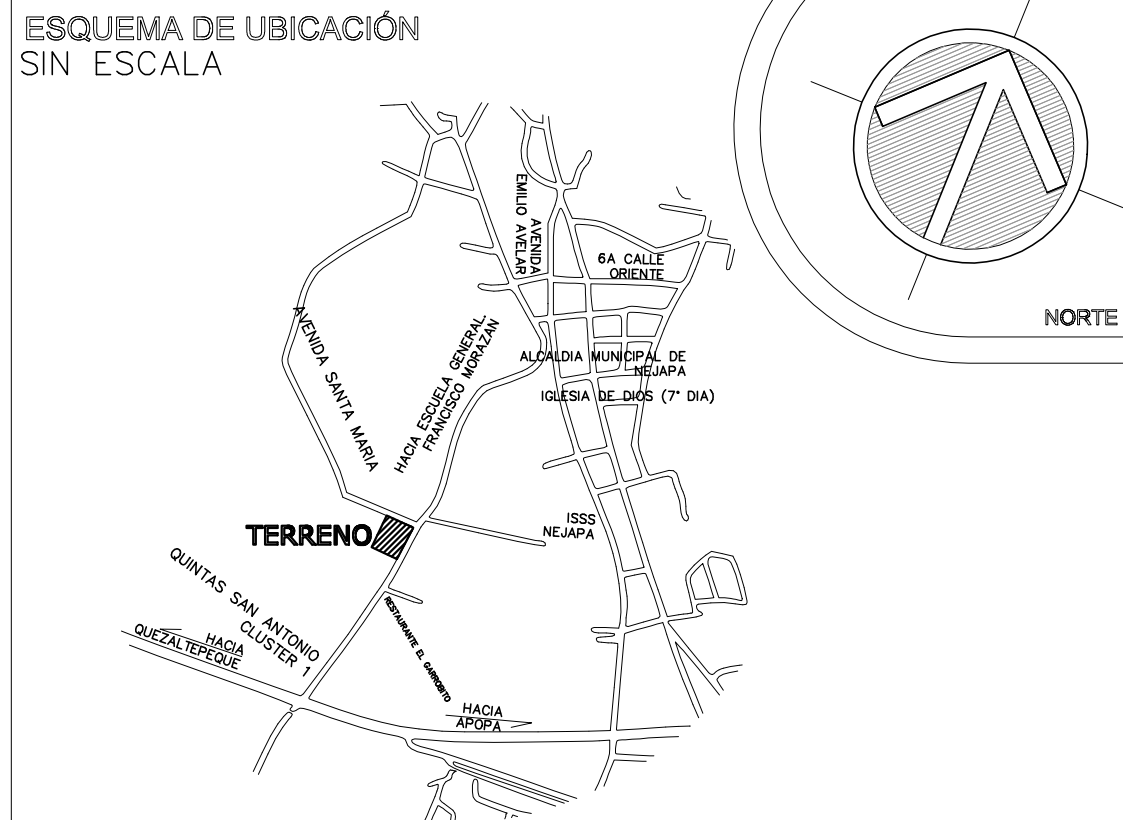 ESQUEMA DE UBICACIÓN
SIN ESCALA
NORTE
AVENIDA
EMILIO AVELAR
6A CALLE
ORIENTE
AVENIDA SANTA MARIA
HACIA ESCUELA GENERAL.
FRANCISCO MORAZAN
ALCALDIA MUNICIPAL DE
NEJAPA
IGLESIA DE DIOS (7° DIA)
TERRENO
ISSS
NEJAPA
QUINTAS SAN ANTONIO
CLUSTER 1
HACIA
QUEZALTEPEQUE
RESTAURANTE EL GARROBITO
HACIA
APOPA